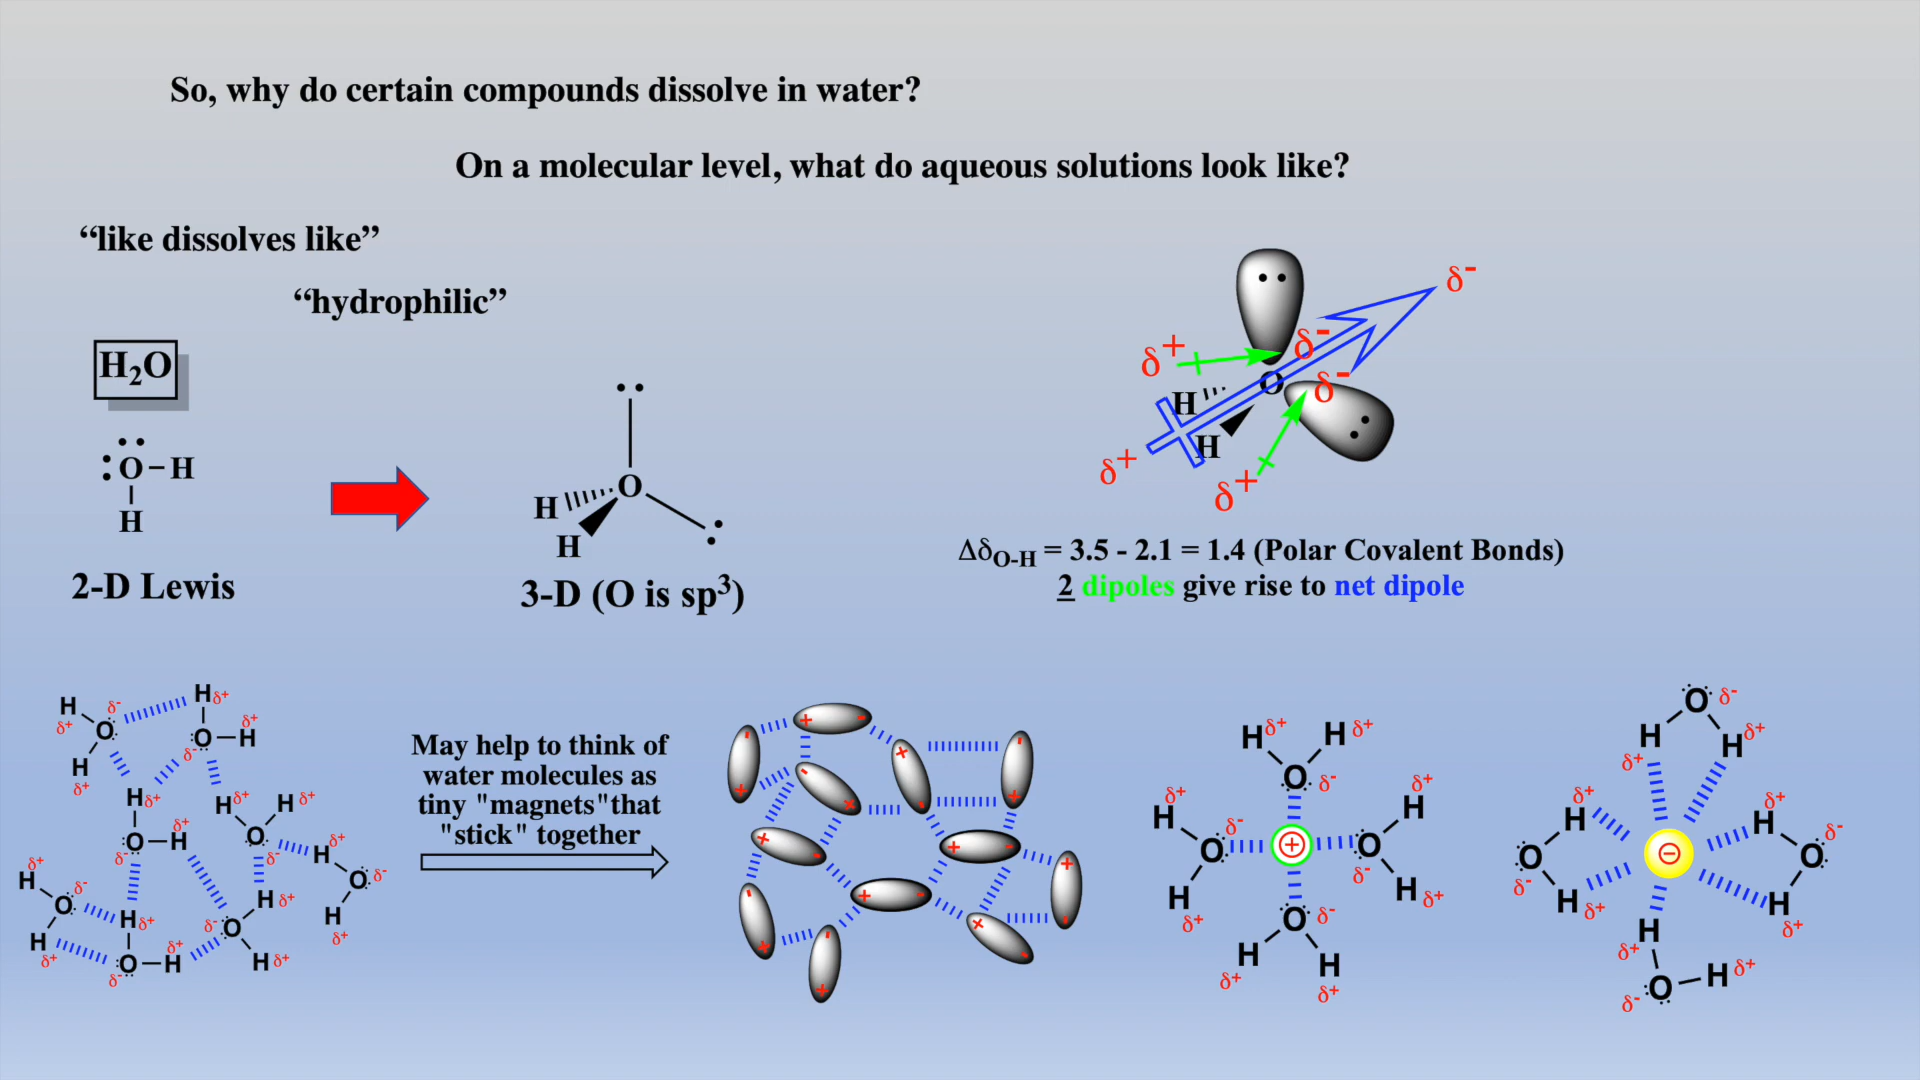 So, why do certain compounds dissolve in water?
On a molecular level, what do aqueous solutions look like?
“like dissolves like”
“hydrophilic”
H₂O
O H
H
2-D Lewis
O
H
H
3-D (O is sp³)
δ⁻
δ⁺ δ⁻
O δ⁻
H
H
δ⁺
δ⁺
ΔδO-H = 3.5 - 2.1 = 1.4 (Polar Covalent Bonds)
2 dipoles give rise to net dipole
H δ⁺ O δ⁻ H δ⁺
H δ⁺ O δ⁻ H δ⁺
H δ⁺ O δ⁻ H δ⁺
H δ⁺ O δ⁻ H δ⁺
H δ⁺ O δ⁻ H δ⁺
H δ⁺ O δ⁻ H δ⁺
H δ⁺ O δ⁻ H δ⁺
H δ⁺ O δ⁻ H δ⁺
May help to think of
water molecules as
tiny "magnets"that
"stick" together
+ -
+ -
+ -
+ -
+ -
+ -
+ -
+ -
+ -
+ -
+ -
+ -
H δ⁺ H δ⁺
O δ⁻
H δ⁺ O δ⁻ H δ⁺
+
O δ⁻ H δ⁺ H δ⁺
O δ⁻
H δ⁺ H δ⁺
O δ⁻
H δ⁺ H δ⁺
H δ⁺ O δ⁻ H δ⁺
−
H δ⁺ O δ⁻ H δ⁺
H δ⁺
O δ⁻ H δ⁺